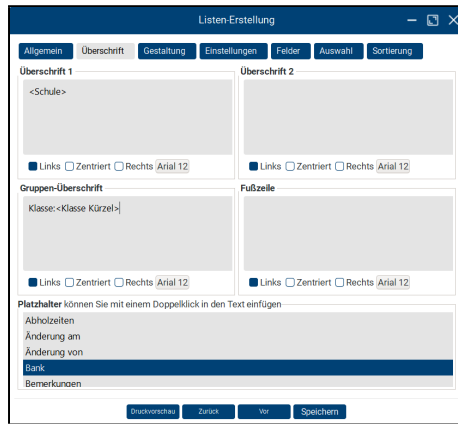 Listen-Erstellung
Allgemein Überschrift Gestaltung Einstellungen Felder Auswahl Sortierung
Überschrift 1 Überschrift 2
<Schule>
Links Zentriert Rechts Arial 12 Links Zentriert Rechts Arial 12
Gruppen-Überschrift Fußzeile
Klasse:<Klasse Kürzel>
Links Zentriert Rechts Arial 12 Links Zentriert Rechts Arial 12
Platzhalter können Sie mit einem Doppelklick in den Text einfügen
Abholzeiten
Änderung am
Änderung von
Bank
Bemerkungen
Druckvorschau Zurück Vor Speichern